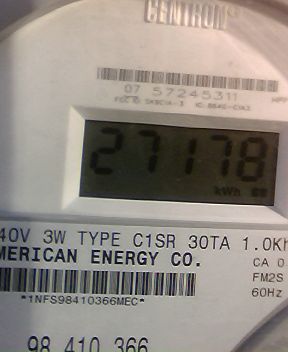 CENTRON
07 57245311
27178
kWh
40V 3W TYPE C1SR 30TA 1.0Kh
MERICAN ENERGY CO.
CA 0.
FM2S
60Hz
*1NFS98410366MEC*
98 410 366